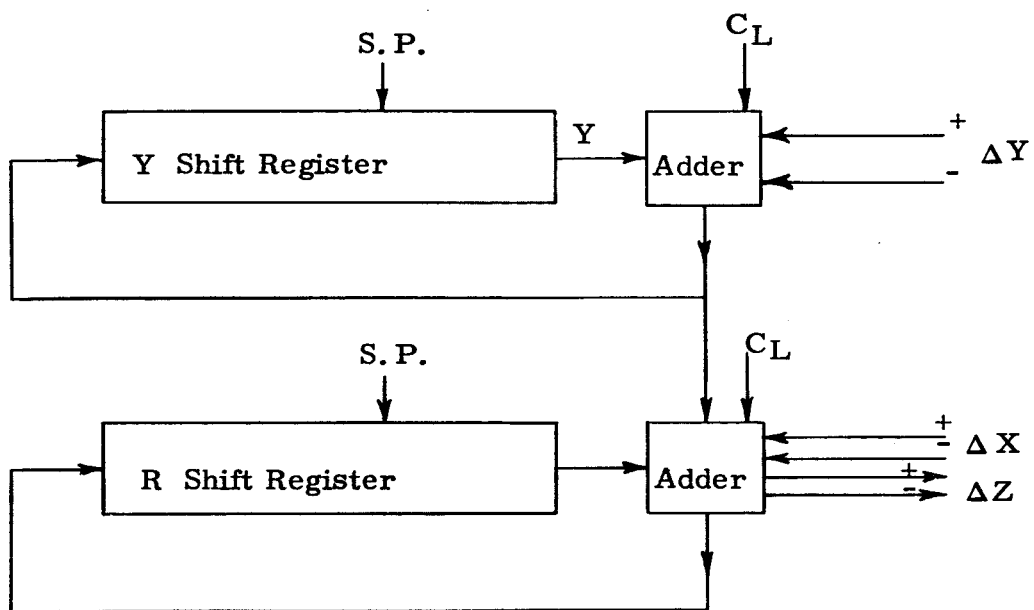 C_L
S. P.
Y Shift Register
Y
Adder
+
ΔY
-
S. P.
C_L
R Shift Register
Adder
+
- ΔX
+
- ΔZ